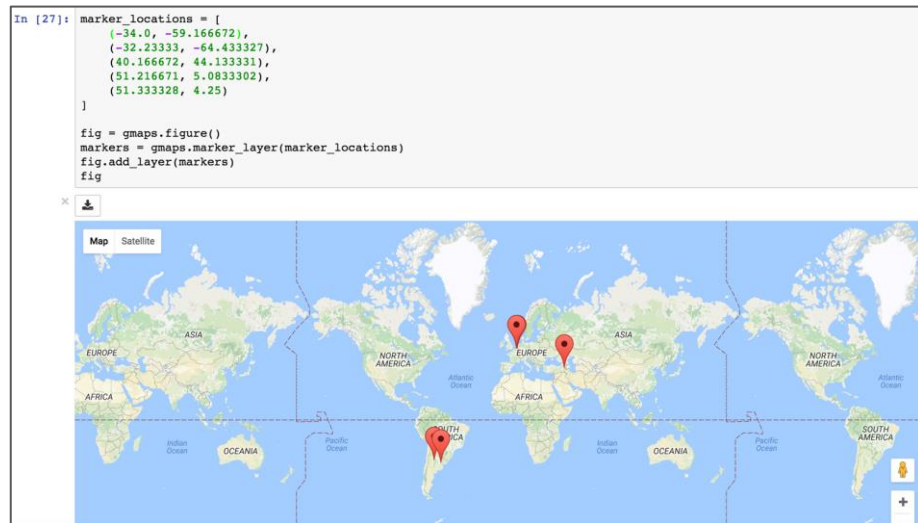 In [27]: marker_locations = [
(-34.0, -59.166672),
(-32.23333, -64.433327),
(40.166672, 44.133331),
(51.216671, 5.0833302),
(51.333328, 4.25)
]
fig = gmaps.figure()
markers = gmaps.marker_layer(marker_locations)
fig.add_layer(markers)
fig
Map Satellite
ASIA
EUROPE
AFRICA
Indian
Ocean
OCEANIA
Pacific
Ocean
NORTH
AMERICA
Atlantic
Ocean
SOUTH
AMERICA
EUROPE
ASIA
AFRICA
Indian
Ocean
OCEANIA
Pacific
Ocean
NORTH
AMERICA
Atlantic
Ocean
SOUTH
AMERICA